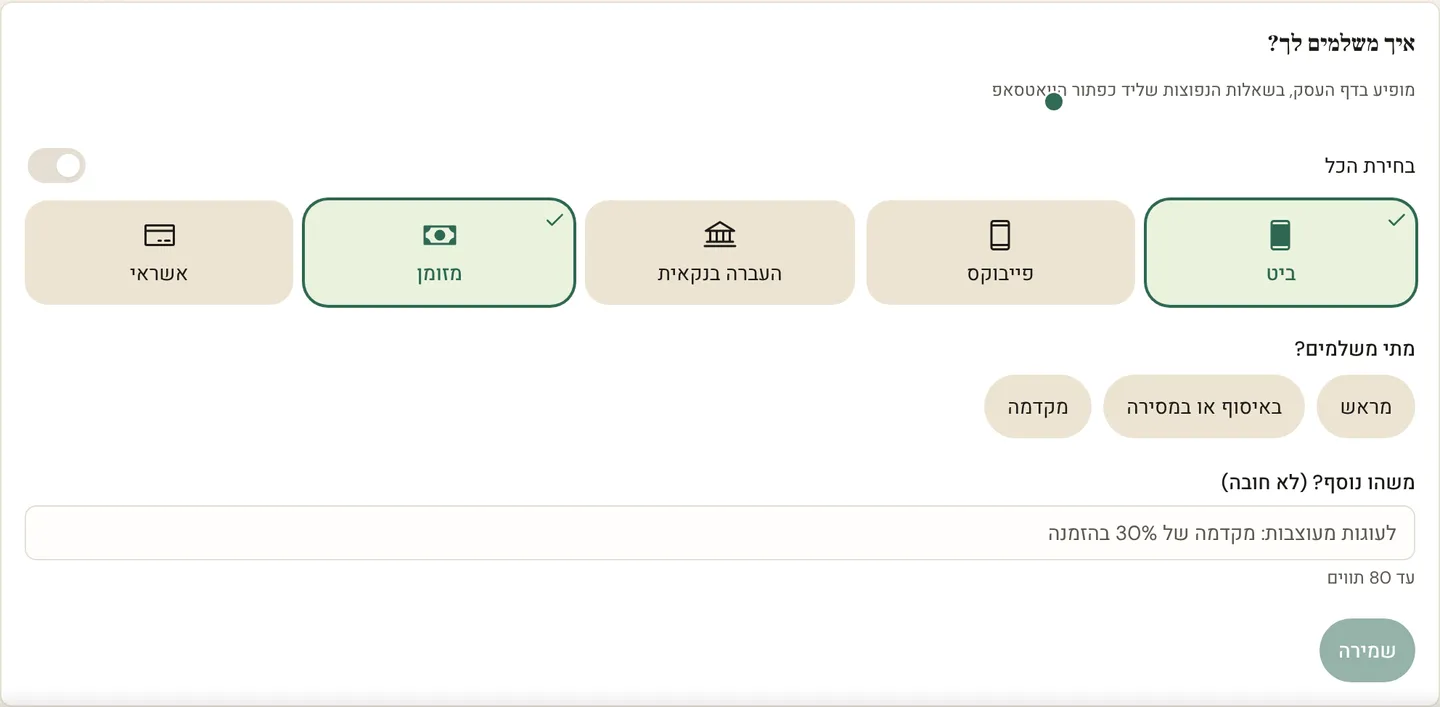 איך משלמים לך?
מופיע בדף העסק, בשאלות הנפוצות שליד כפתור הוואטסאפ
בחירת הכל
ביט
פייבוקס
העברה בנקאית
מזומן
אשראי
מתי משלמים?
מראש
באיסוף או במסירה
מקדמה
משהו נוסף? (לא חובה)
לעוגות מעוצבות: מקדמה של 30% בהזמנה
עד 80 תווים
שמירה